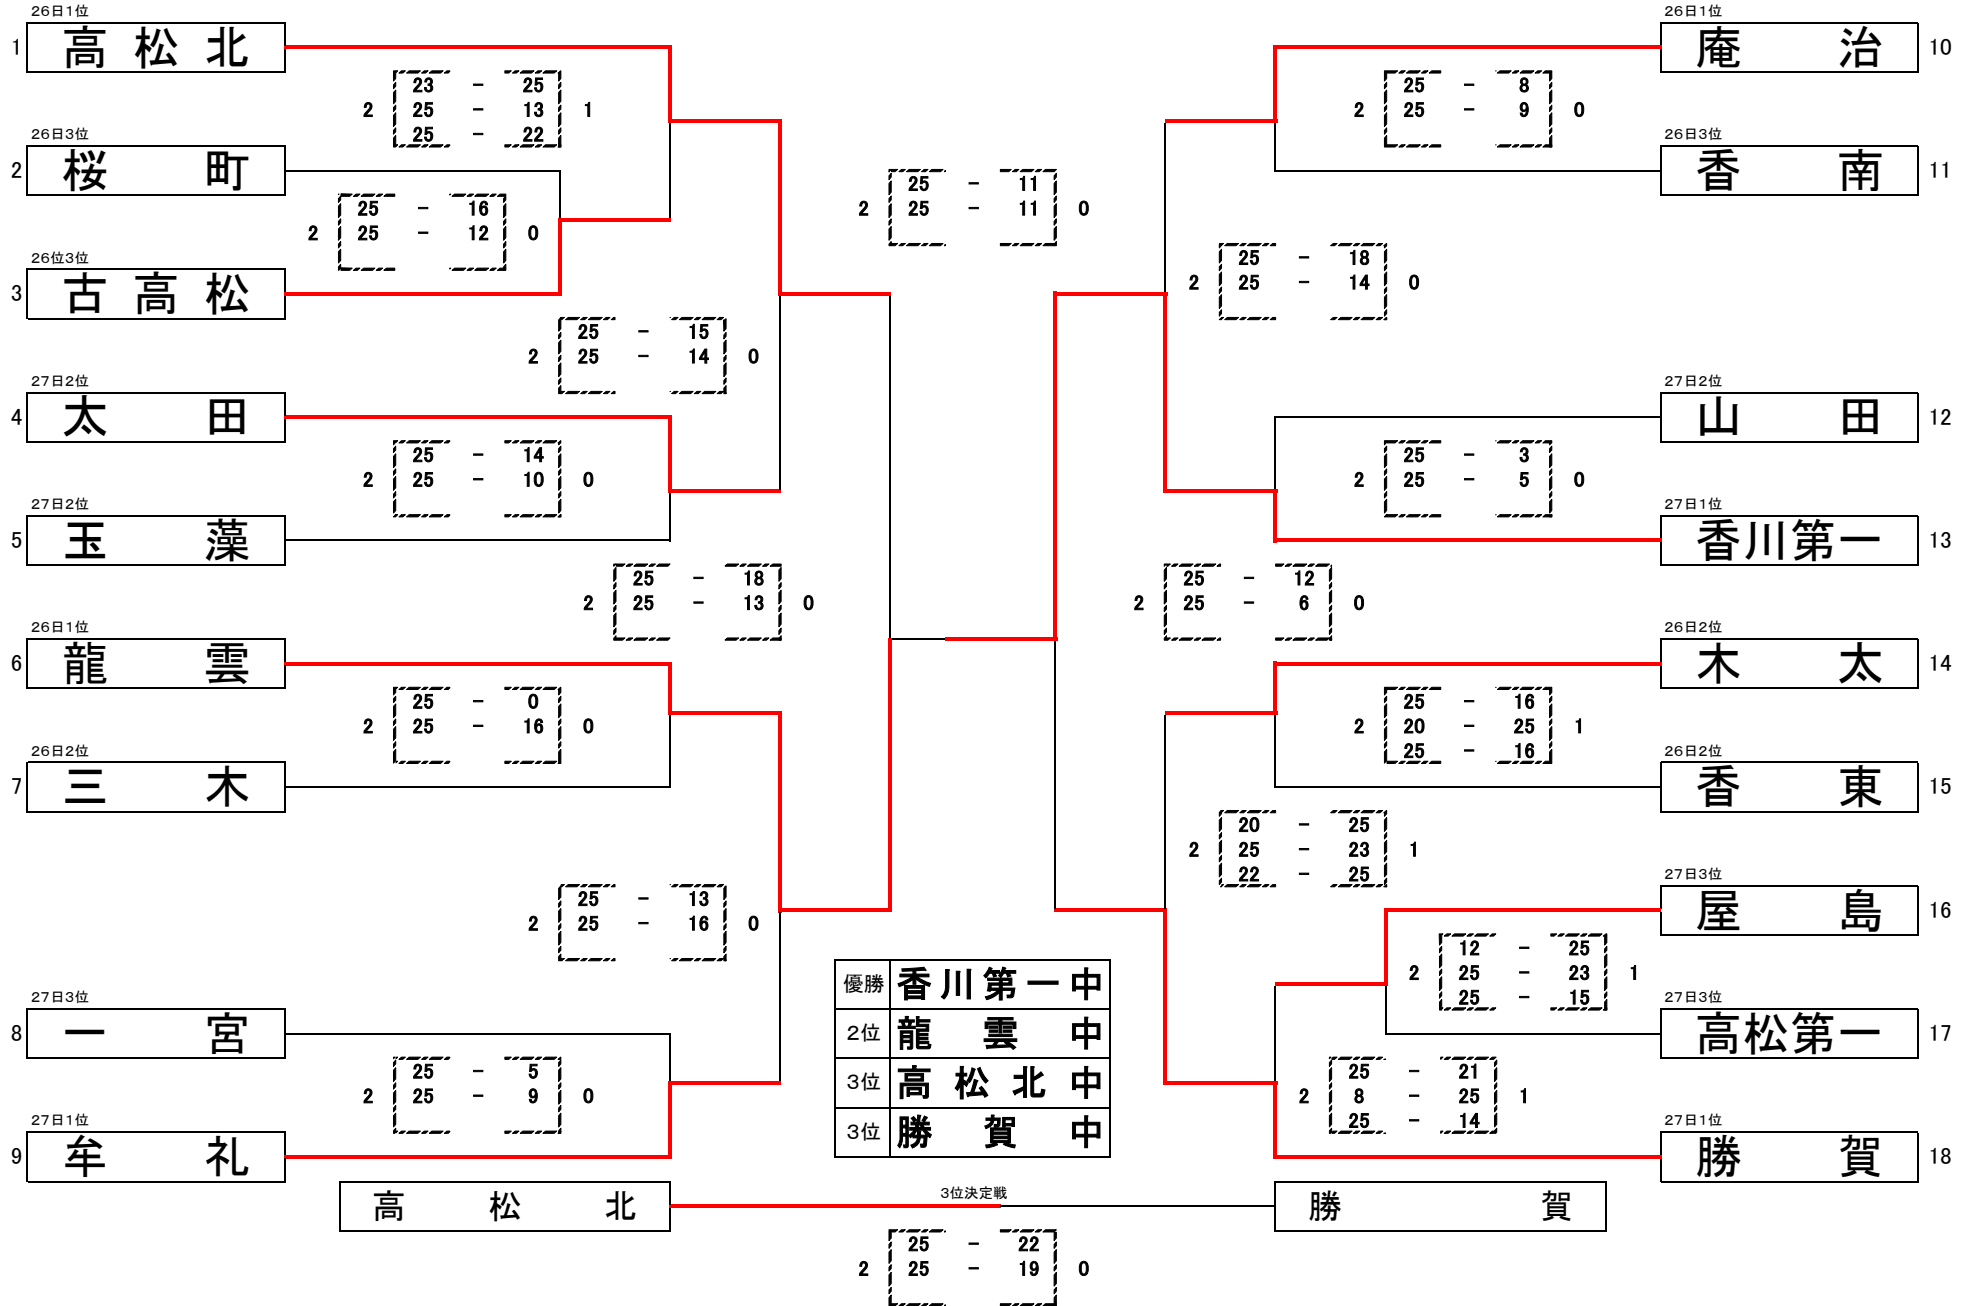 26日1位
1 高松北
23 - 25
2 25 - 13 1
25 - 22
26日3位
2 桜町
25 - 16
2 25 - 12 0
26位3位
3 古高松
25 - 15
2 25 - 14 0
27日2位
4 太田
25 - 14
2 25 - 10 0
27日2位
5 玉藻
25 - 18
2 25 - 13 0
26日1位
6 龍雲
25 - 0
2 25 - 16 0
26日2位
7 三木
25 - 13
2 25 - 16 0
27日3位
8 一宮
25 - 5
2 25 - 9 0
27日1位
9 牟礼
25 - 11
2 25 - 11 0
26日1位
庵治 10
25 - 8
2 25 - 9 0
26日3位
香南 11
25 - 18
2 25 - 14 0
27日2位
山田 12
25 - 3
2 25 - 5 0
27日1位
香川第一 13
25 - 12
2 25 - 6 0
26日2位
木太 14
25 - 16
2 20 - 25 1
25 - 16
26日2位
香東 15
20 - 25
2 25 - 23 1
22 - 25
27日3位
屋島 16
12 - 25
2 25 - 23 1
25 - 15
27日3位
高松第一 17
25 - 21
2 8 - 25 1
25 - 14
27日1位
勝賀 18
優勝 香川第一中
2位 龍雲中
3位 高松北中
3位 勝賀中
高松北 3位決定戦 勝賀
25 - 22
2 25 - 19 0